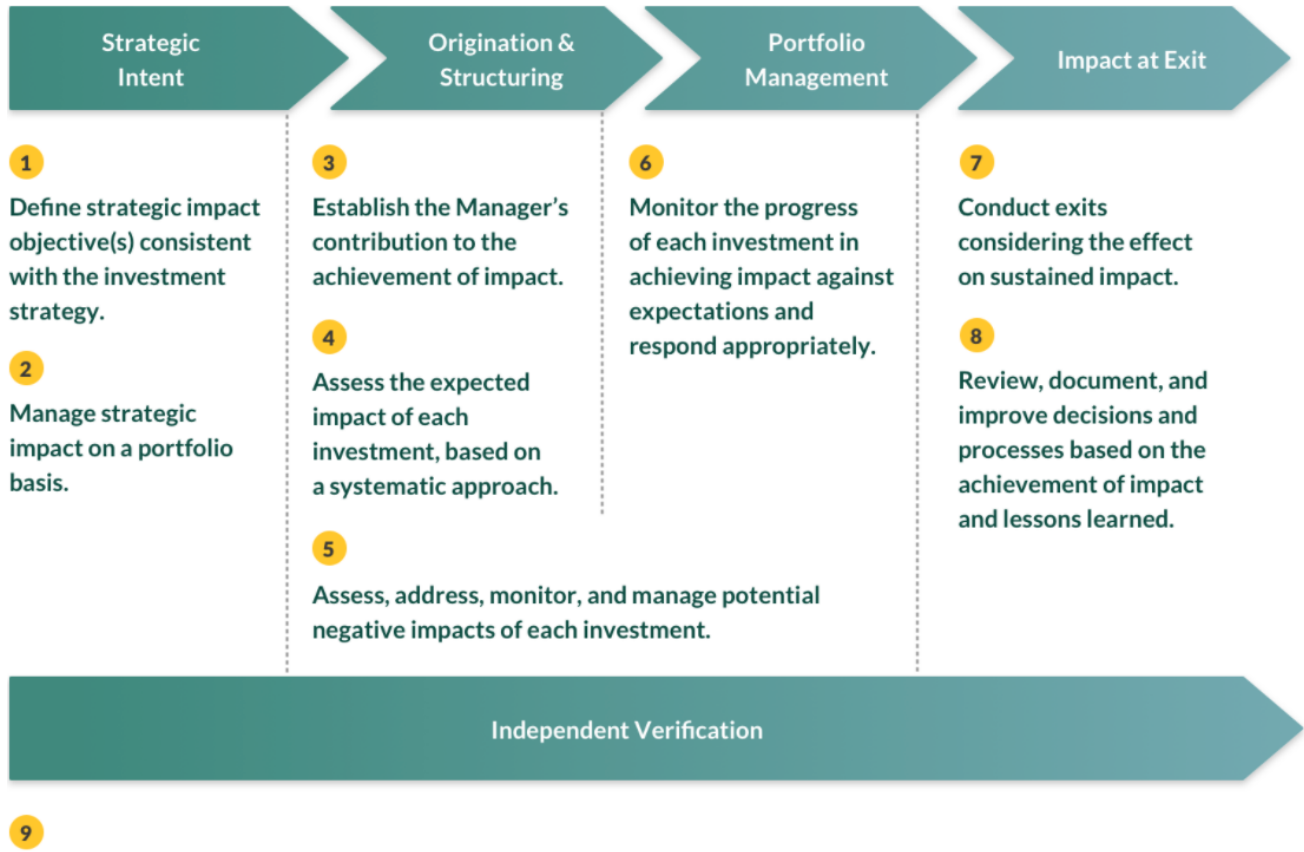 Strategic
Intent
Origination &
Structuring
Portfolio
Management
Impact at Exit
1
Define strategic impact
objective(s) consistent
with the investment
strategy.
2
Manage strategic
impact on a portfolio
basis.
3
Establish the Manager’s
contribution to the
achievement of impact.
4
Assess the expected
impact of each
investment, based on
a systematic approach.
5
Assess, address, monitor, and manage potential
negative impacts of each investment.
6
Monitor the progress
of each investment in
achieving impact against
expectations and
respond appropriately.
7
Conduct exits
considering the effect
on sustained impact.
8
Review, document, and
improve decisions and
processes based on the
achievement of impact
and lessons learned.
Independent Verification
9